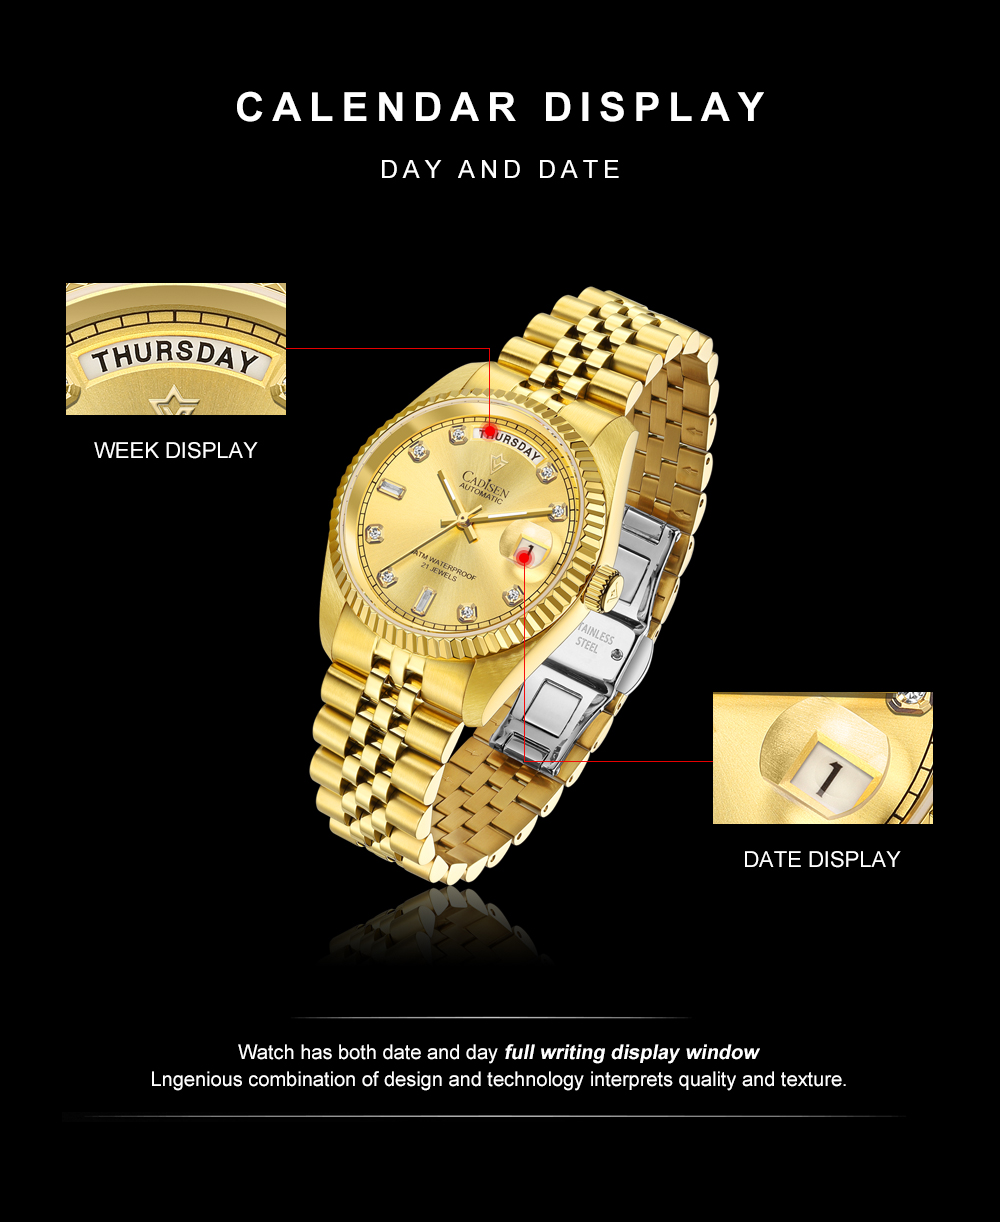 CALENDAR DISPLAY
DAY AND DATE
THURSDAY
WEEK DISPLAY
THURSDAY
CADISEN
AUTOMATIC
1
ATM WATERPROOF
21 JEWELS
TAINLESS
STEEL
1
DATE DISPLAY
Watch has both date and day full writing display window
Lngenious combination of design and technology interprets quality and texture.